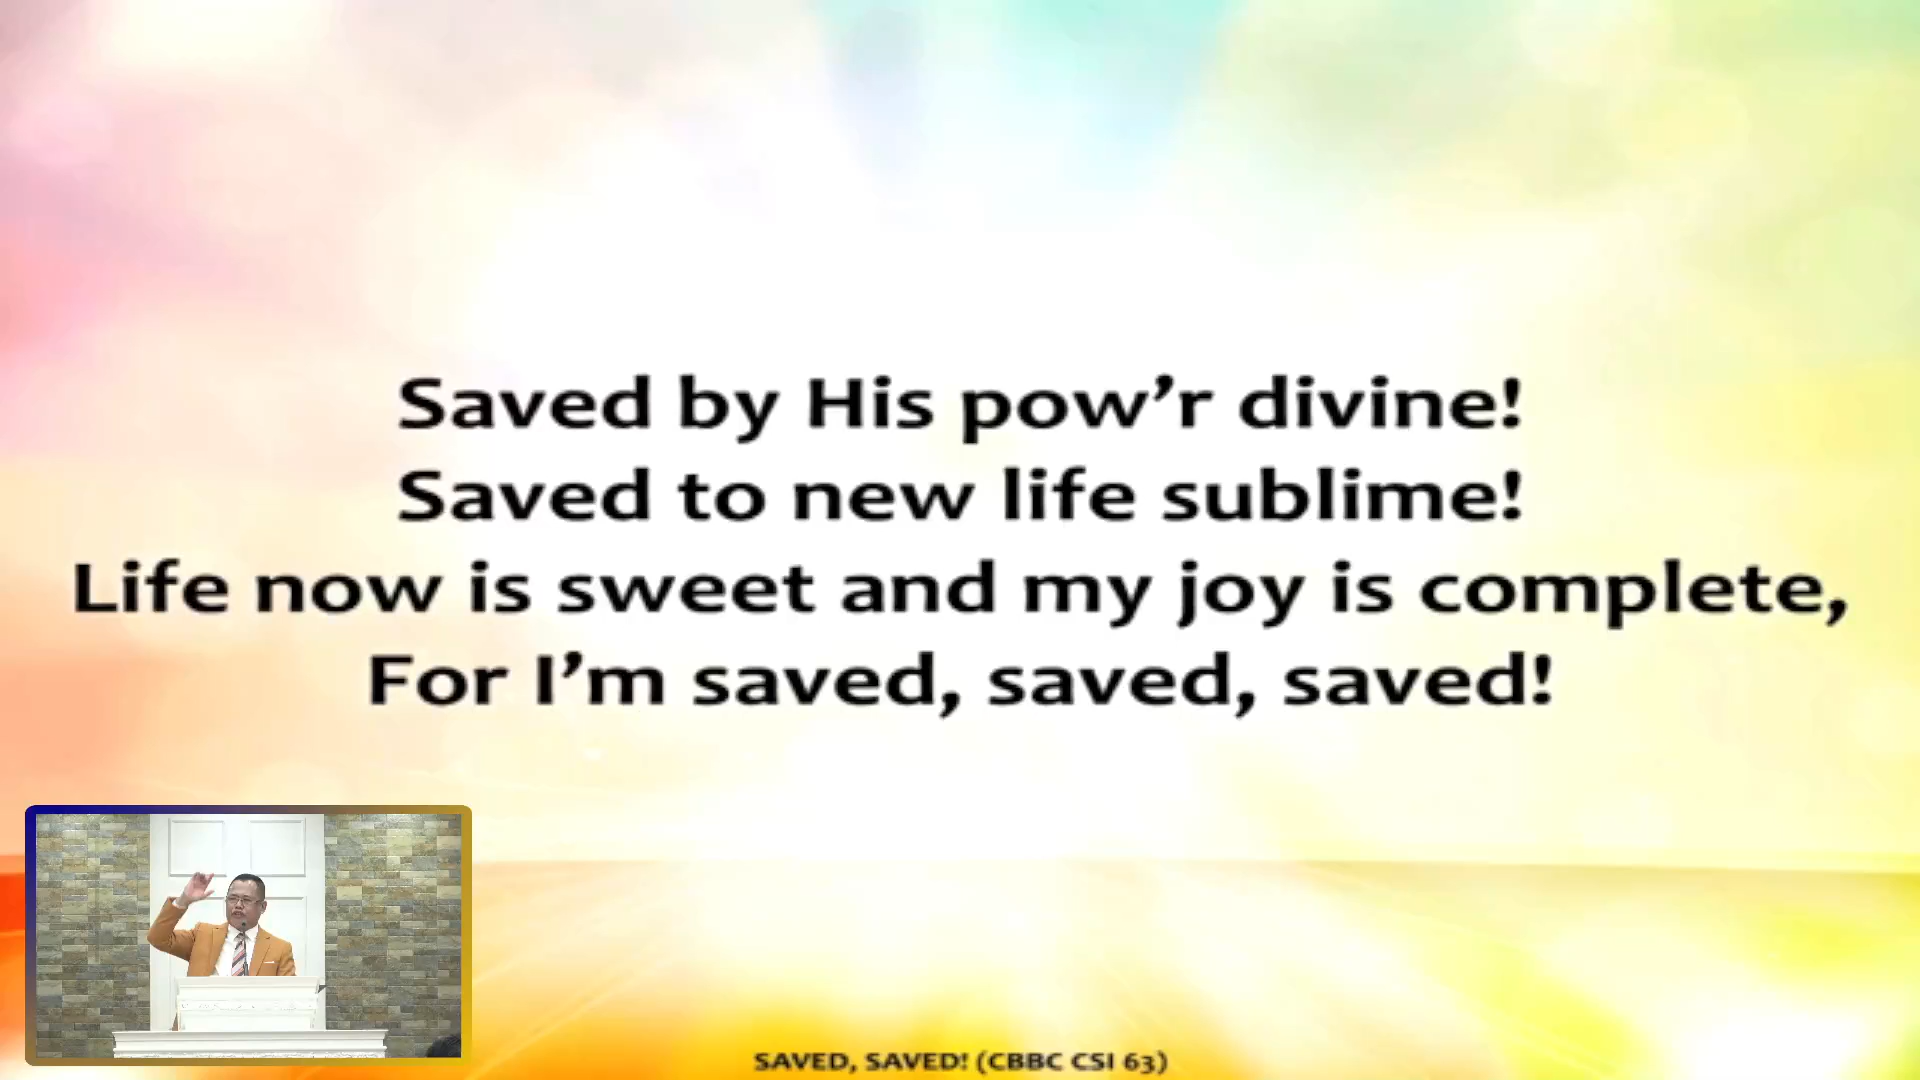 Saved by His pow’r divine!
Saved to new life sublime!
Life now is sweet and my joy is complete,
For I’m saved, saved, saved!
SAVED, SAVED! (CBBC CSI 63)